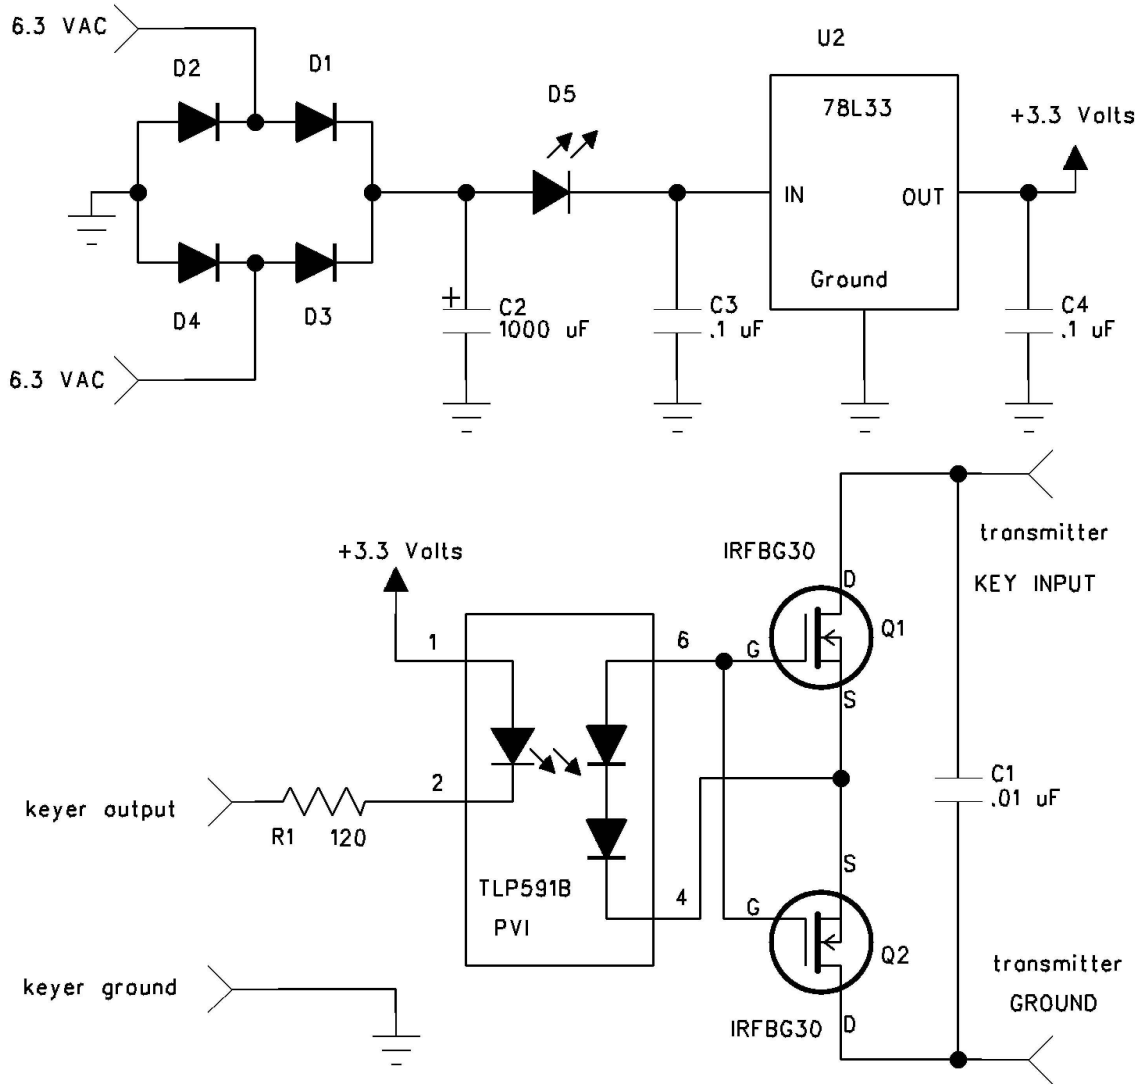 6.3 VAC
D2
D1
D5
U2
78L33
+3.3 Volts
IN
OUT
Ground
D4
D3
+
C2
1000 uF
C3
.1 uF
C4
.1 uF
6.3 VAC
+3.3 Volts
IRFBG30
transmitter
KEY INPUT
D
1
6
G
Q1
S
keyer output
R1
120
2
C1
.01 uF
TLP591B
PVI
4
S
G
Q2
keyer ground
transmitter
GROUND
IRFBG30
D